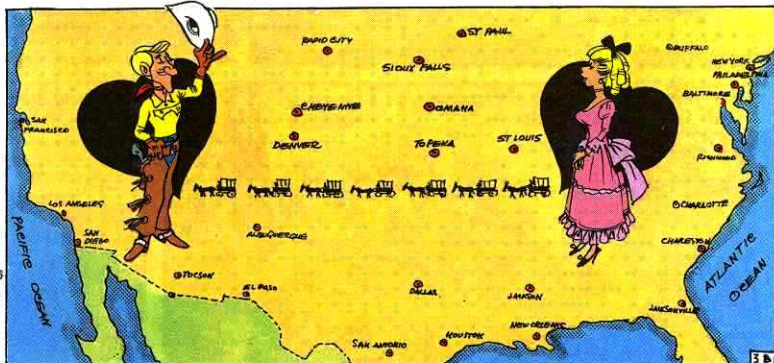 RAPID CITY
ST PAUL
SIOUX FALLS
BUFFALO
NEW YORK
PHILADELPHIA
BALTIMORE
CHEYENNE
OMAHA
SAN
FRANCISCO
DENVER
TOPEKA
ST LOUIS
RICHMOND
LOS ANGELES
SAN
DIEGO
ALBUQUERQUE
CHARLOTTE
CHARESTON
PACIFIC OCEAN
ATLANTIC
OCEAN
TUCSON
EL PASO
DALLAS
JACKSON
JACKSONVILLE
SAN ANTONIO
HOUSTON
NEW ORLEANS